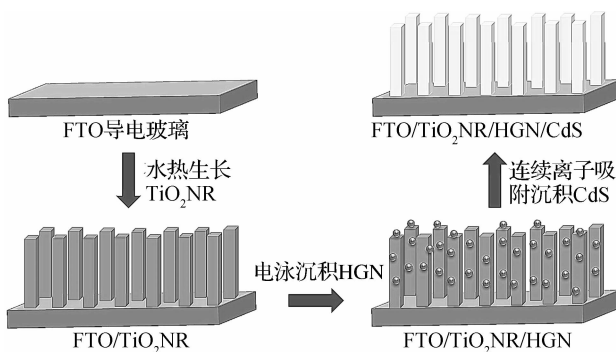 FTO导电玻璃
水热生长
TiO₂NR
FTO/TiO₂NR
电泳沉积HGN
FTO/TiO₂NR/HGN
连续离子吸
附沉积CdS
FTO/TiO₂NR/HGN/CdS